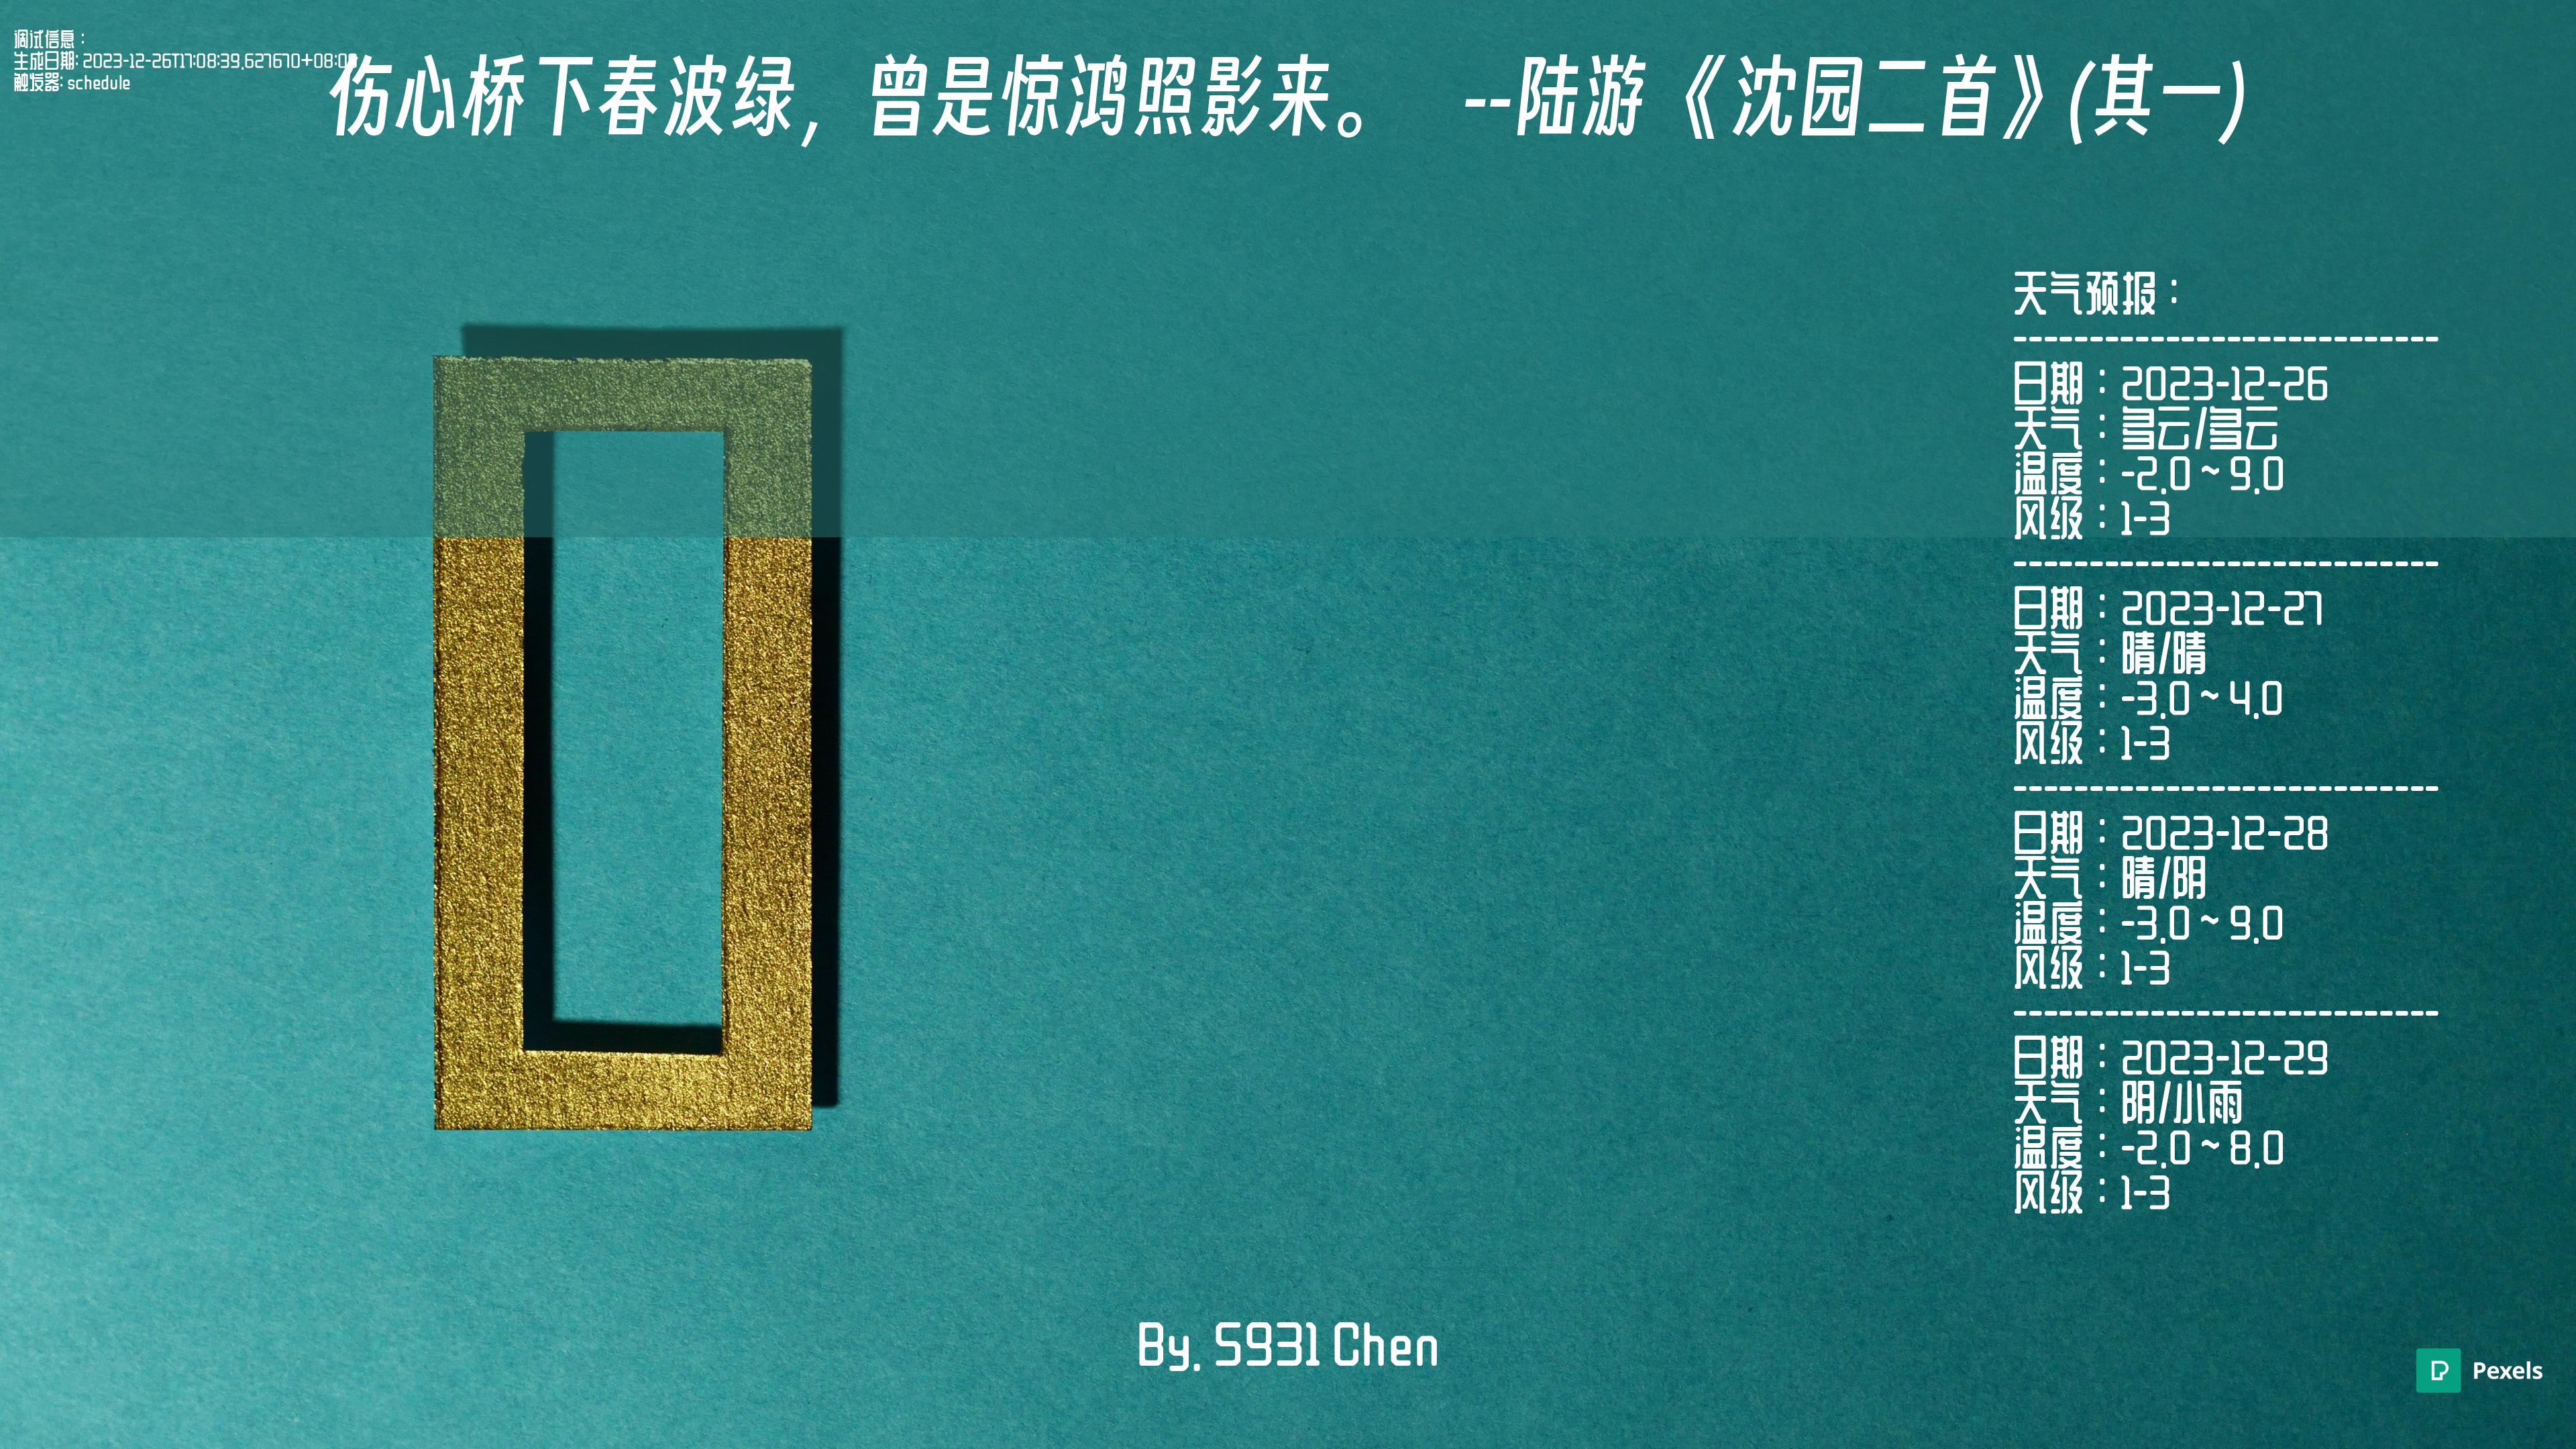 调试信息：
生成日期: 2023-12-26T17:08:39.627670+08:00
触发器: schedule
伤心桥下春波绿，曾是惊鸿照影来。 --陆游《沈园二首》(其一)
天气预报：
----------------------------
日期：2023-12-26
天气：多云/多云
温度：-2.0 ~ 9.0
风级：1-3
----------------------------
日期：2023-12-27
天气：晴/晴
温度：-3.0 ~ 4.0
风级：1-3
----------------------------
日期：2023-12-28
天气：晴/阴
温度：-3.0 ~ 9.0
风级：1-3
----------------------------
日期：2023-12-29
天气：阴/小雨
温度：-2.0 ~ 8.0
风级：1-3
By. S931 Chen
Pexels